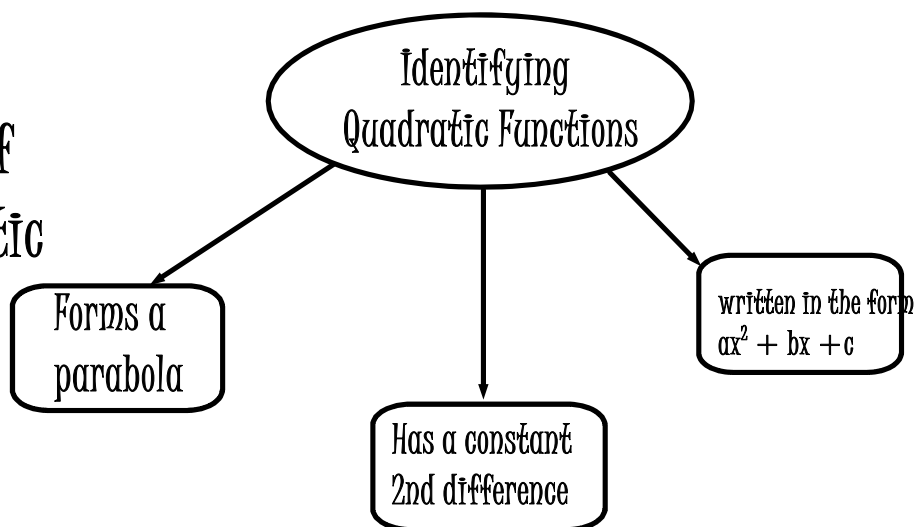 Identifying
Quadratic Functions
Forms a
parabola
Has a constant
2nd difference
written in the form
ax² + bx +c